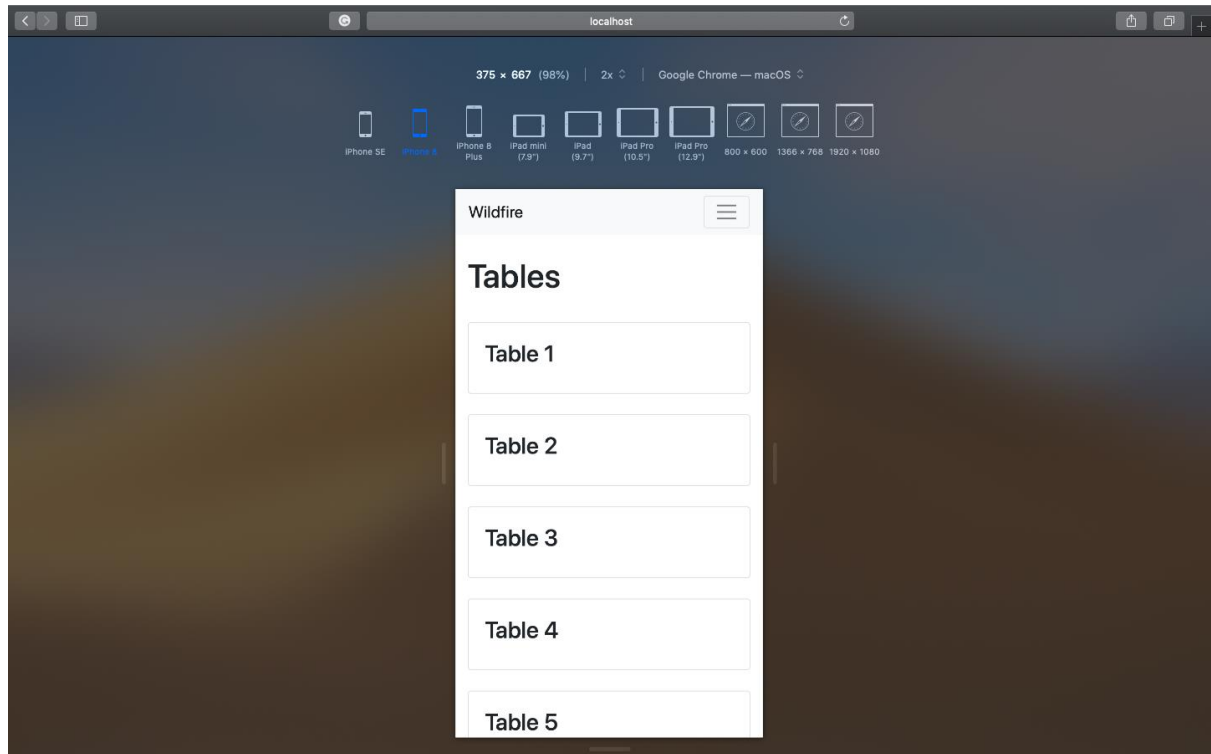 localhost
375 × 667 (98%) 2x Google Chrome — macOS
iPhone SE
iPhone 8
iPhone 8 Plus
iPad mini (7.9")
iPad (9.7")
iPad Pro (10.5")
iPad Pro (12.9")
800 × 600
1366 × 768
1920 × 1080
Wildfire
Tables
Table 1
Table 2
Table 3
Table 4
Table 5